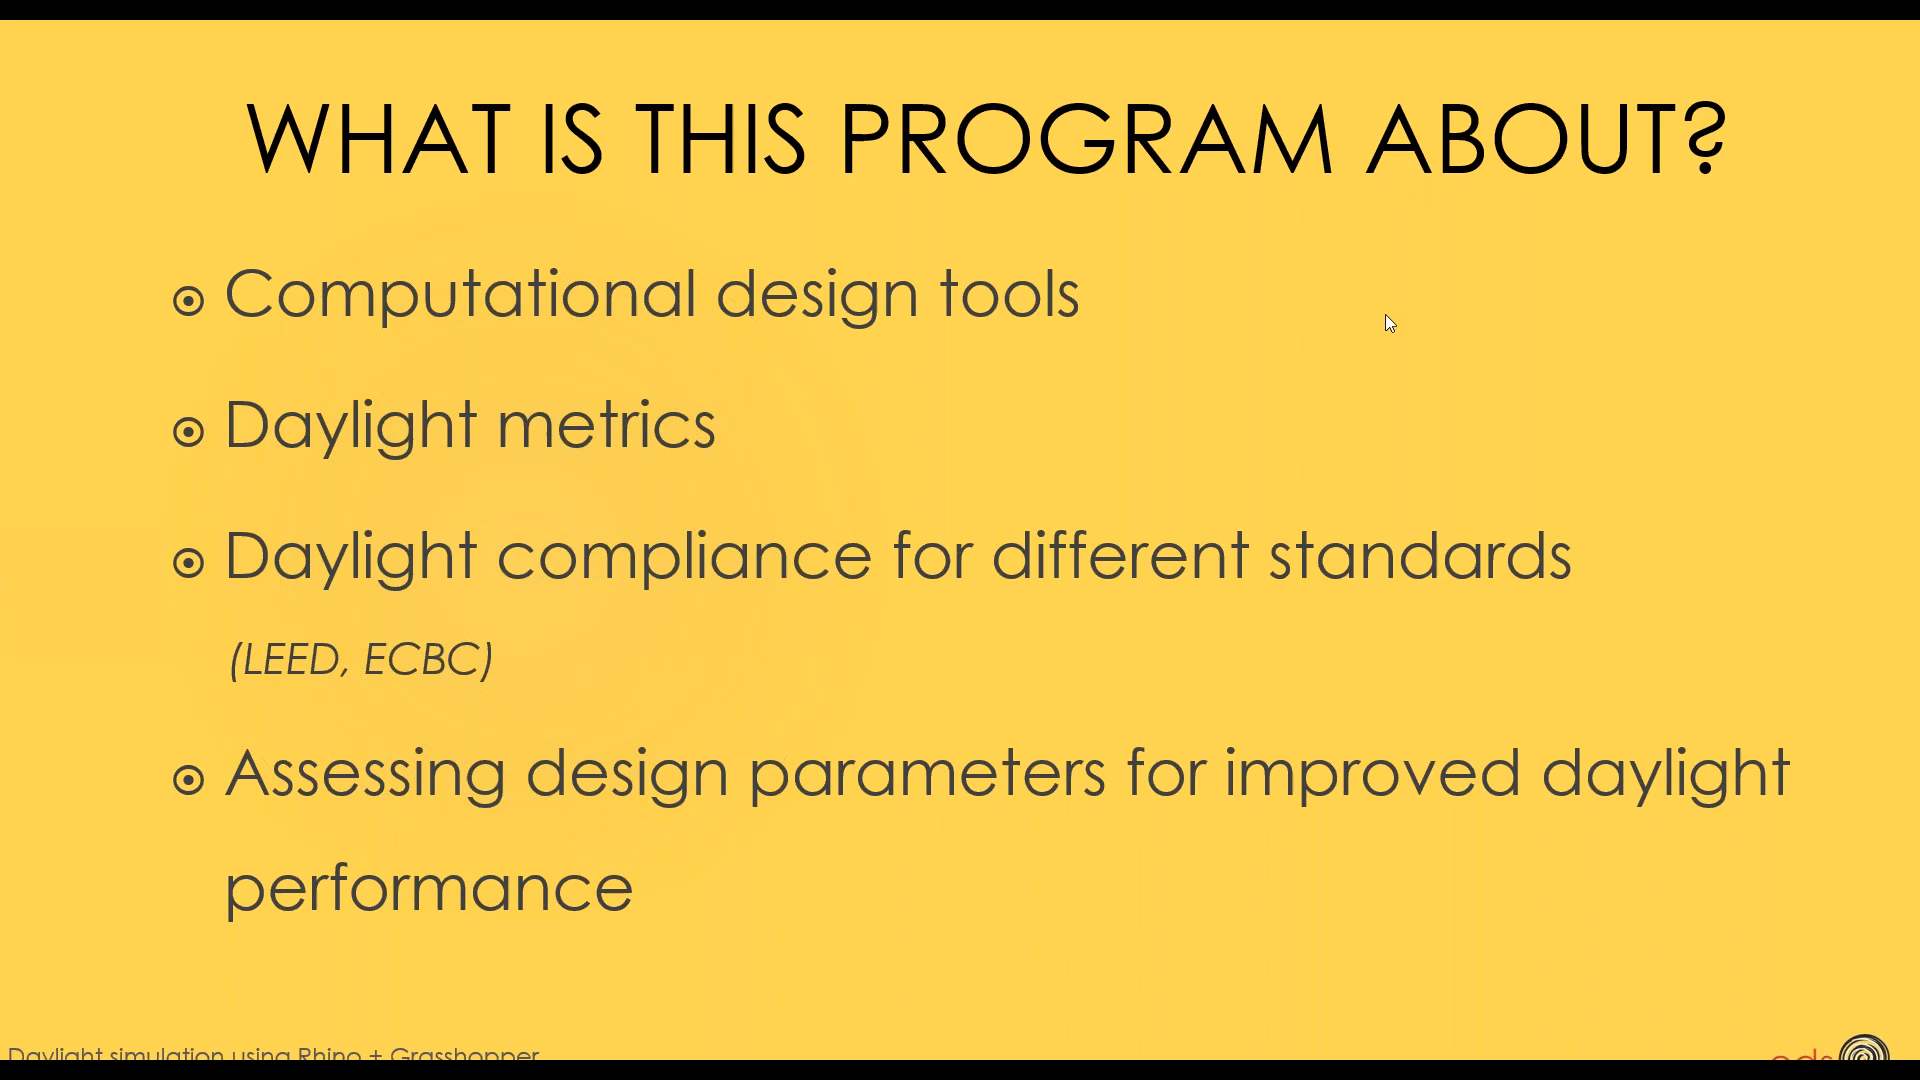 WHAT IS THIS PROGRAM ABOUT?
Computational design tools
Daylight metrics
Daylight compliance for different standards
(LEED, ECBC)
Assessing design parameters for improved daylight
performance
Daylight simulation using Rhino + Grasshopper
eds